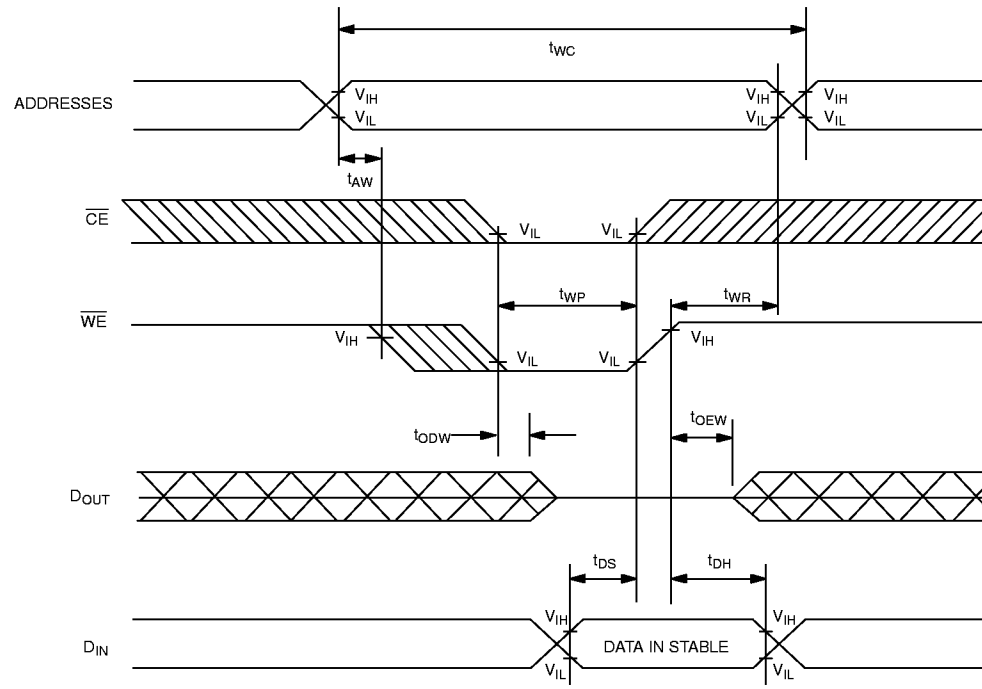 tWC
ADDRESSES
VIH VIH VIH
VIL VIL VIL
tAW
CE
VIL VIL
tWP tWR
WE
VIH VIH
VIL VIL
tODW tOEW
DOUT
tDS tDH
VIH VIH
DIN DATA IN STABLE
VIL VIL